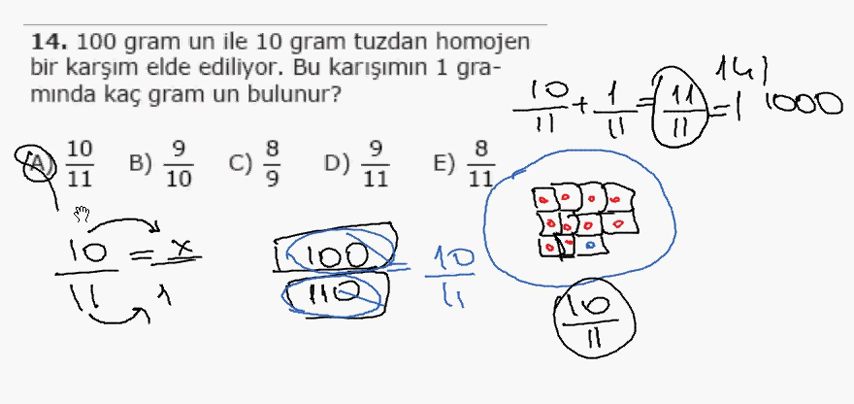 14. 100 gram un ile 10 gram tuzdan homojen
bir karşım elde ediliyor. Bu karışımın 1 gra-
mında kaç gram un bulunur?
A) 10/11 B) 9/10 C) 8/9 D) 9/11 E) 8/11
10/11 + 1/11 = 11/11 = 1 1000
10/11 = x/1
100/110 = 10/11
10/11